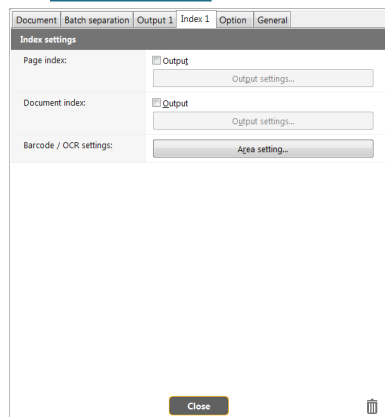 Document Batch separation Output 1 Index 1 Option General
Index settings
Page index: Output
Output settings...
Document index: Output
Output settings...
Barcode / OCR settings: Area setting...
Close